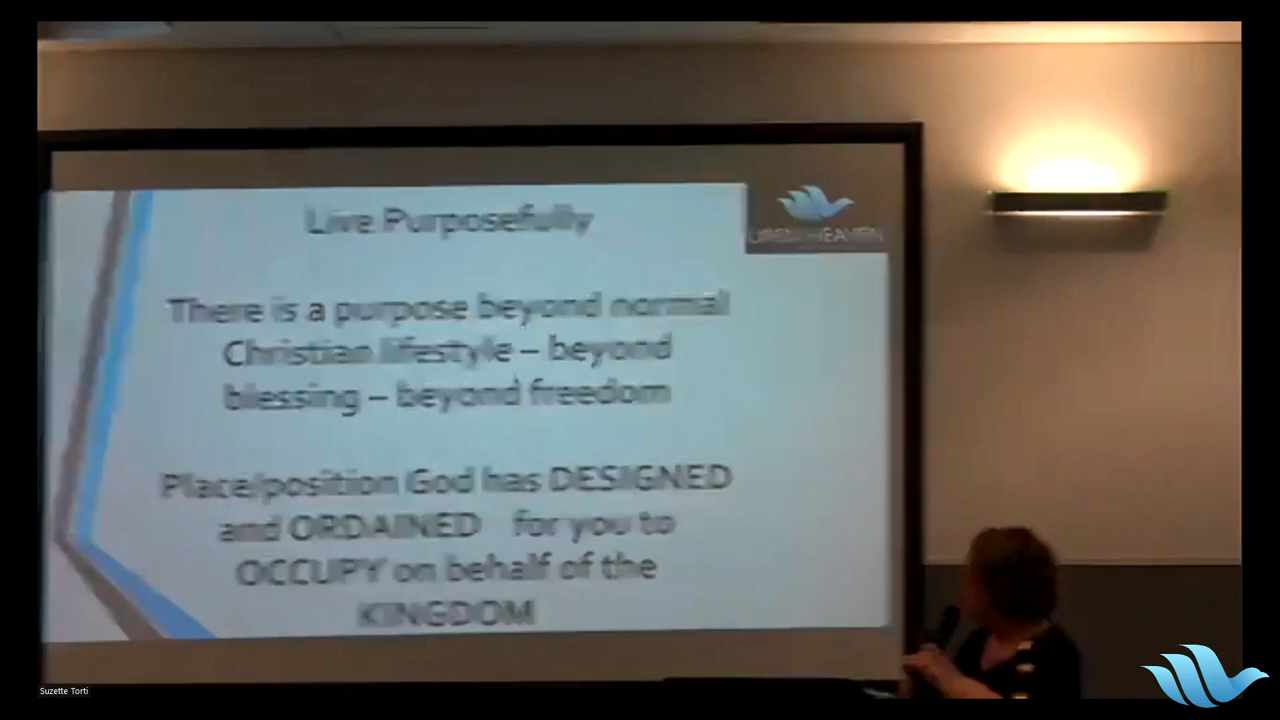 Live Purposefully
There is a purpose beyond normal
Christian lifestyle – beyond
blessing – beyond freedom
Place/position God has DESIGNED
and ORDAINED for you to
OCCUPY on behalf of the
KINGDOM
HEAVEN
Suzette Torti